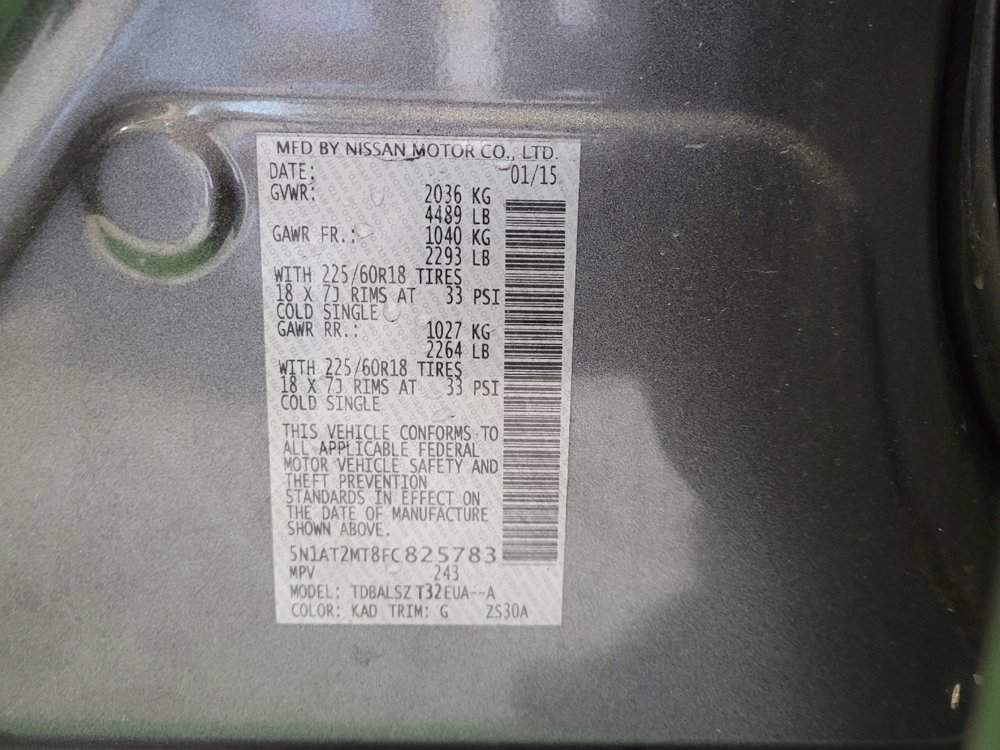 MFD BY NISSAN MOTOR CO., LTD.
DATE: 01/15
GVWR: 2036 KG
4489 LB
GAWR FR.: 1040 KG
2293 LB
WITH 225/60R18 TIRES
18 X 7J RIMS AT 33 PSI
COLD SINGLE
GAWR RR.: 1027 KG
2264 LB
WITH 225/60R18 TIRES
18 X 7J RIMS AT 33 PSI
COLD SINGLE
THIS VEHICLE CONFORMS TO
ALL APPLICABLE FEDERAL
MOTOR VEHICLE SAFETY AND
THEFT PREVENTION
STANDARDS IN EFFECT ON
THE DATE OF MANUFACTURE
SHOWN ABOVE.
5N1AT2MT8FC825783
MPV 243
MODEL: TDBALSZ T32EUA--A
COLOR: KAD TRIM: G ZS30A